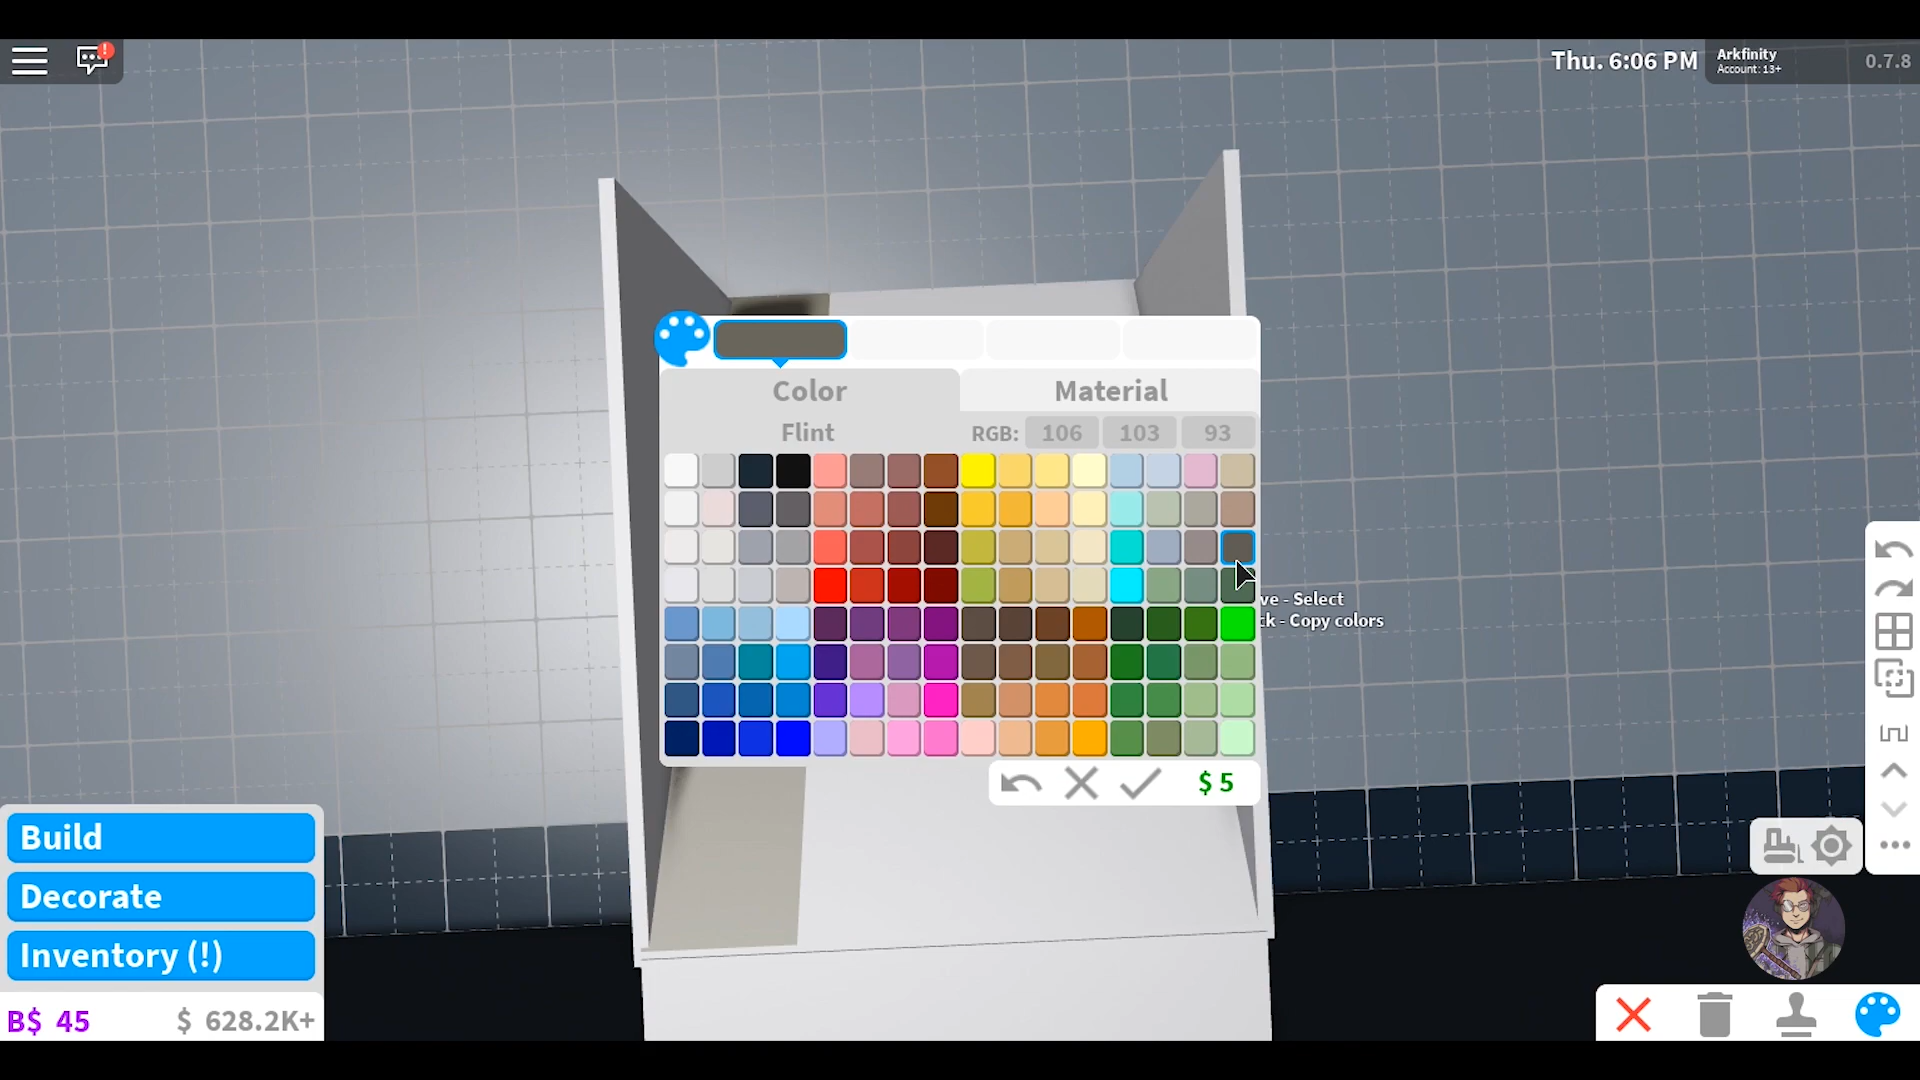 Thu. 6:06 PM
Arkfinity
Account: 13+
0.7.8
!
Color
Material
Flint
RGB: 106 103 93
ve - Select
ck - Copy colors
$ 5
Build
Decorate
Inventory (!)
B$ 45
$ 628.2K+